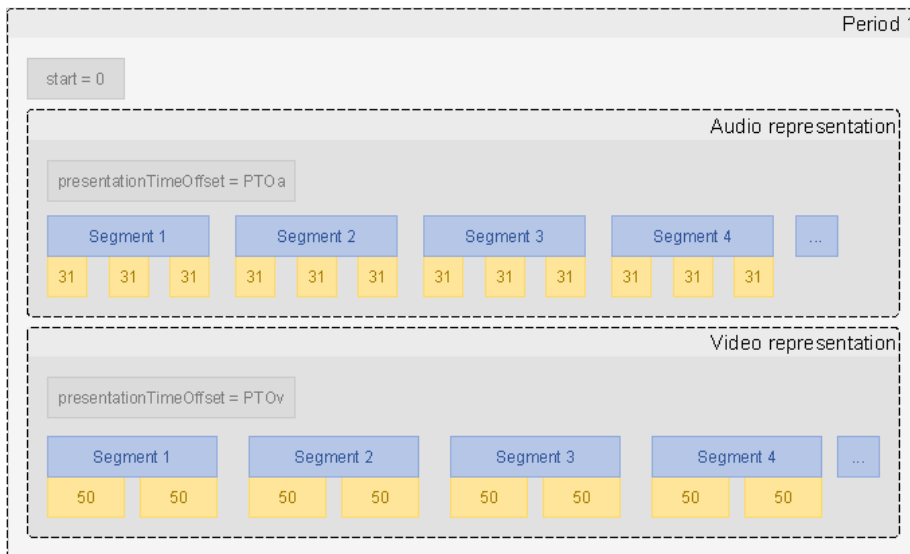 Period 1
start = 0
Audio representation
presentationTimeOffset = PTOa
Segment 1 Segment 2 Segment 3 Segment 4 ...
31 31 31 31 31 31 31 31 31 31 31 31
Video representation
presentationTimeOffset = PTOv
Segment 1 Segment 2 Segment 3 Segment 4 ...
50 50 50 50 50 50 50 50